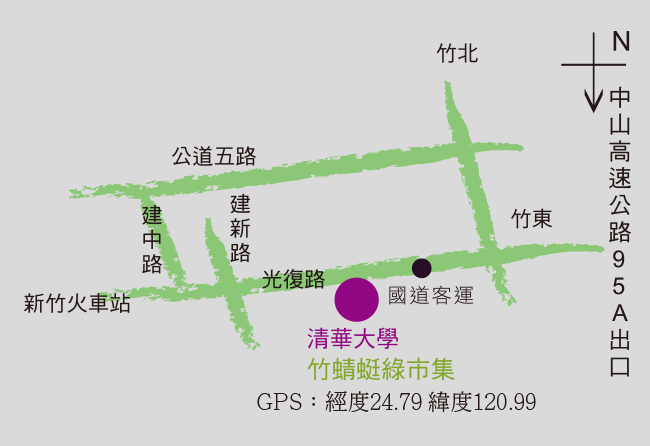 竹北
N
中山高速公路95A出口
公道五路
建中路
建新路
竹東
光復路
國道客運
新竹火車站
清華大學
竹蜻蜓綠市集
GPS：經度24.79 緯度120.99